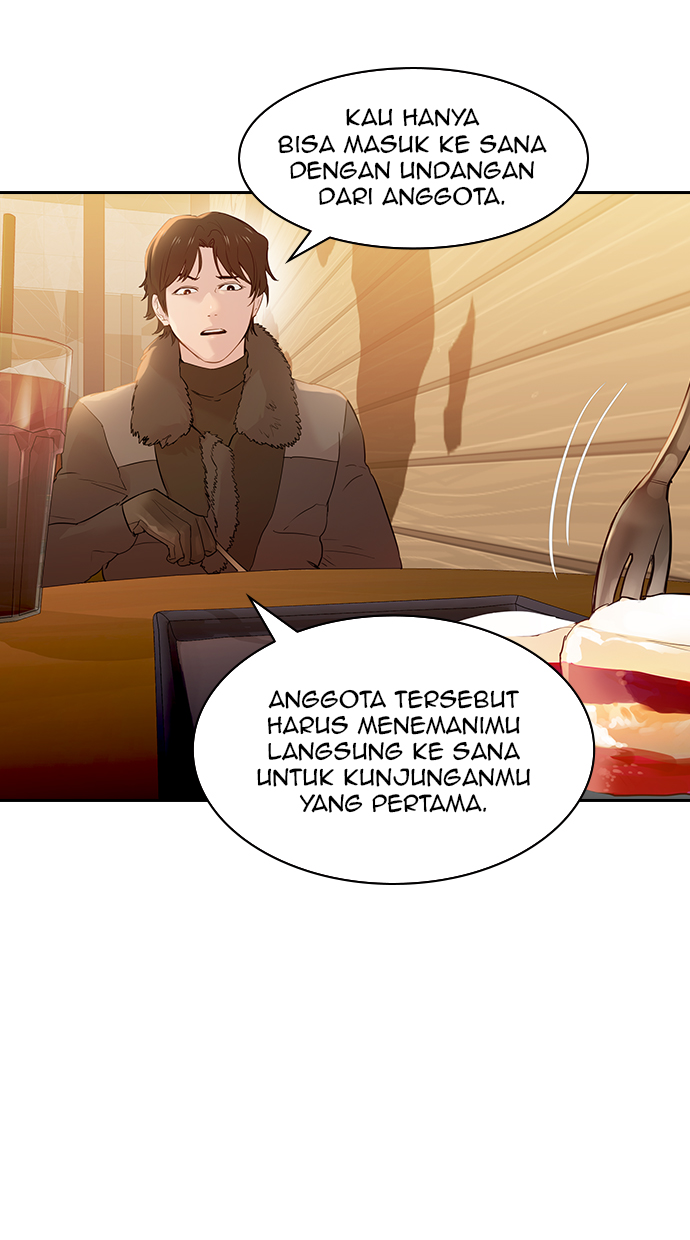 KAU HANYA
BISA MASUK KE SANA
DENGAN UNDANGAN
DARI ANGGOTA.
ANGGOTA TERSEBUT
HARUS MENEMANIMU
LANGSUNG KE SANA
UNTUK KUNJUNGANMU
YANG PERTAMA.